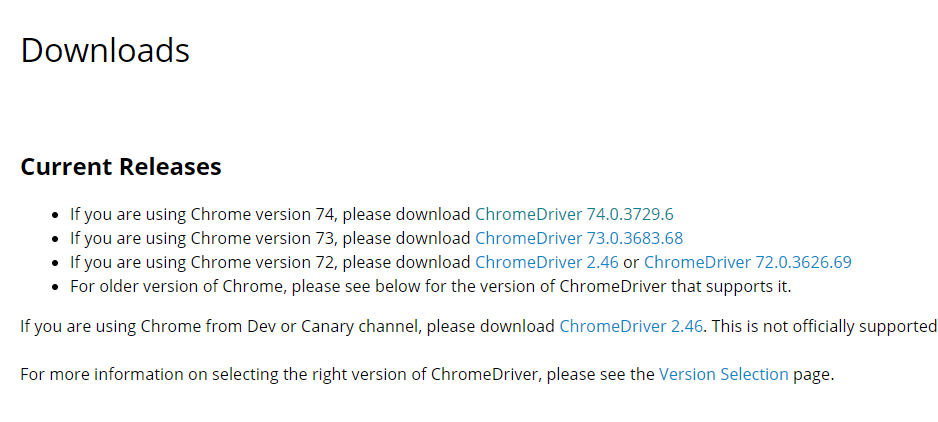 Downloads
Current Releases
If you are using Chrome version 74, please download ChromeDriver 74.0.3729.6
If you are using Chrome version 73, please download ChromeDriver 73.0.3683.68
If you are using Chrome version 72, please download ChromeDriver 2.46 or ChromeDriver 72.0.3626.69
For older version of Chrome, please see below for the version of ChromeDriver that supports it.
If you are using Chrome from Dev or Canary channel, please download ChromeDriver 2.46. This is not officially supported
For more information on selecting the right version of ChromeDriver, please see the Version Selection page.